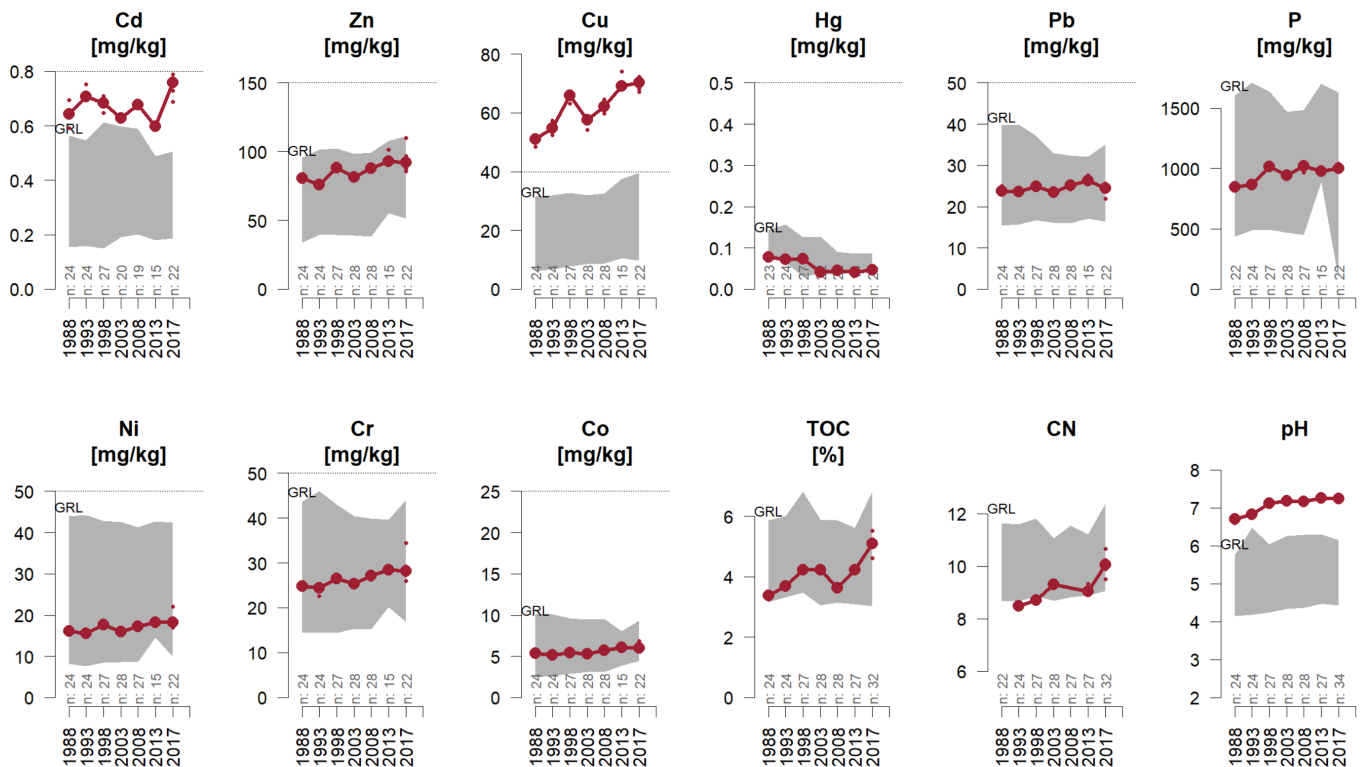 Cd
[mg/kg]
0.8
0.6
0.4
0.2
0.0
GRL
n: 24
n: 24
n: 27
n: 20
n: 19
n: 15
n: 22
1988
1993
1998
2003
2008
2013
2017
Zn
[mg/kg]
150
100
50
0
GRL
n: 24
n: 24
n: 27
n: 28
n: 28
n: 15
n: 22
1988
1993
1998
2003
2008
2013
2017
Cu
[mg/kg]
80
60
40
20
0
GRL
n: 24
n: 24
n: 27
n: 28
n: 28
n: 15
n: 22
1988
1993
1998
2003
2008
2013
2017
Hg
[mg/kg]
0.5
0.4
0.3
0.2
0.1
0.0
GRL
n: 23
n: 24
1988
1993
1998
2003
2008
2013
2017
Pb
[mg/kg]
50
40
30
20
10
0
GRL
n: 24
n: 24
n: 27
n: 28
n: 28
n: 15
n: 22
1988
1993
1998
2003
2008
2013
2017
P
[mg/kg]
1500
1000
500
0
GRL
n: 22
n: 22
n: 27
n: 28
n: 27
n: 15
n: 22
1988
1993
1998
2003
2008
2013
2017
Ni
[mg/kg]
50
40
30
20
10
0
GRL
n: 24
n: 24
n: 27
n: 28
n: 27
n: 15
n: 22
1988
1993
1998
2003
2008
2013
2017
Cr
[mg/kg]
50
40
30
20
10
0
GRL
n: 24
n: 24
n: 27
n: 28
n: 28
n: 15
n: 22
1988
1993
1998
2003
2008
2013
2017
Co
[mg/kg]
25
20
15
10
5
0
GRL
n: 24
n: 24
n: 27
n: 28
n: 28
n: 15
n: 22
1988
1993
1998
2003
2008
2013
2017
TOC
[%]
6
4
2
0
GRL
n: 24
n: 24
n: 27
n: 28
n: 28
n: 27
n: 32
1988
1993
1998
2003
2008
2013
2017
CN
12
10
8
6
GRL
n: 22
n: 24
n: 27
n: 28
n: 27
n: 27
n: 32
1988
1993
1998
2003
2008
2013
2017
pH
8
7
6
5
4
3
2
GRL
n: 24
n: 24
n: 27
n: 28
n: 28
n: 27
n: 34
1988
1993
1998
2003
2008
2013
2017